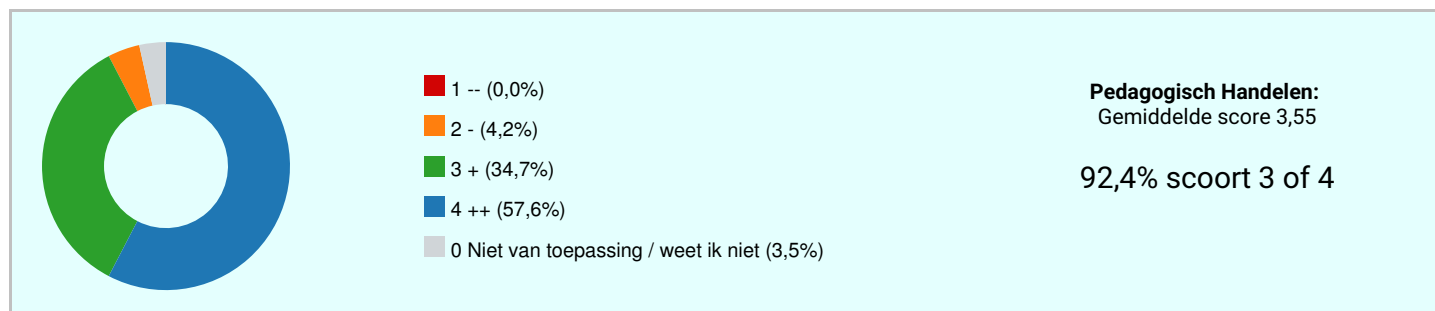 1 -- (0,0%)
2 - (4,2%)
3 + (34,7%)
4 ++ (57,6%)
0 Niet van toepassing / weet ik niet (3,5%)
Pedagogisch Handelen:
Gemiddelde score 3,55
92,4% scoort 3 of 4